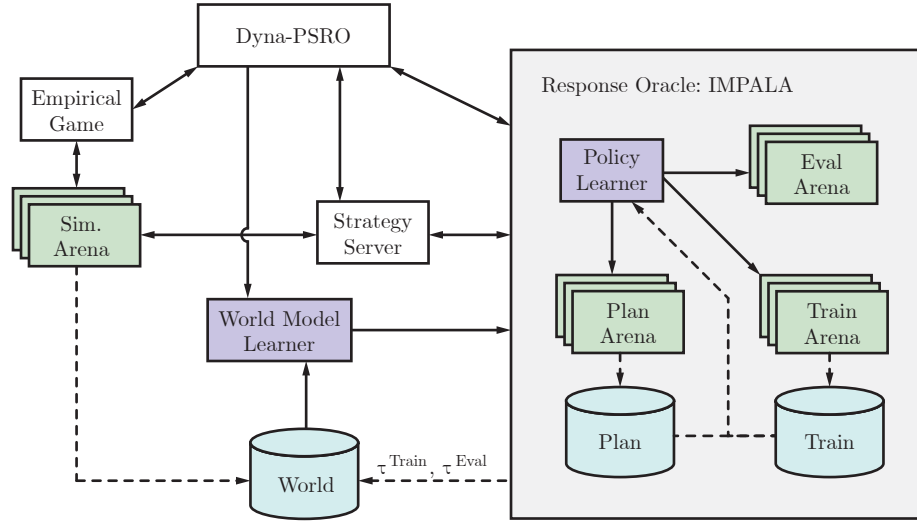 Dyna-PSRO
Empirical
Game
Sim.
Arena
Strategy
Server
World Model
Learner
World
τ^Train, τ^Eval
Response Oracle: IMPALA
Policy
Learner
Eval
Arena
Plan
Arena
Train
Arena
Plan
Train